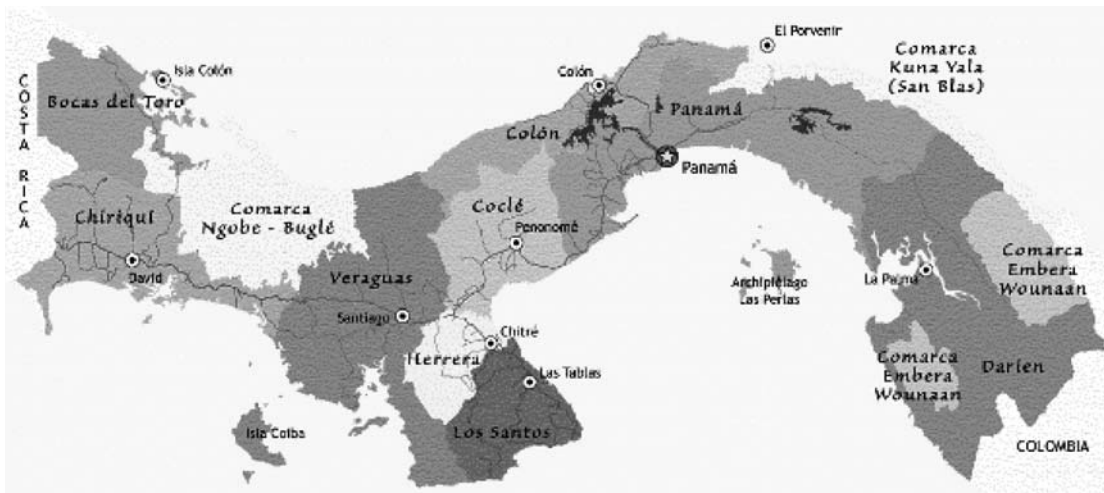 COSTA RICA
Isla Colón
Bocas del Toro
Chiriquí
David
Comarca
Ngobe - Buglé
Veraguas
Santiago
Isla Coiba
Coclé
Penonomé
Herrera
Chitré
Las Tablas
Los Santos
Colón
Colón
El Porvenir
Comarca
Kuna Yala
(San Blas)
Panamá
Panamá
Archipiélago
Las Perlas
La Palma
Comarca
Embera
Wounaan
Comarca
Embera
Wounaan
Daríen
COLOMBIA